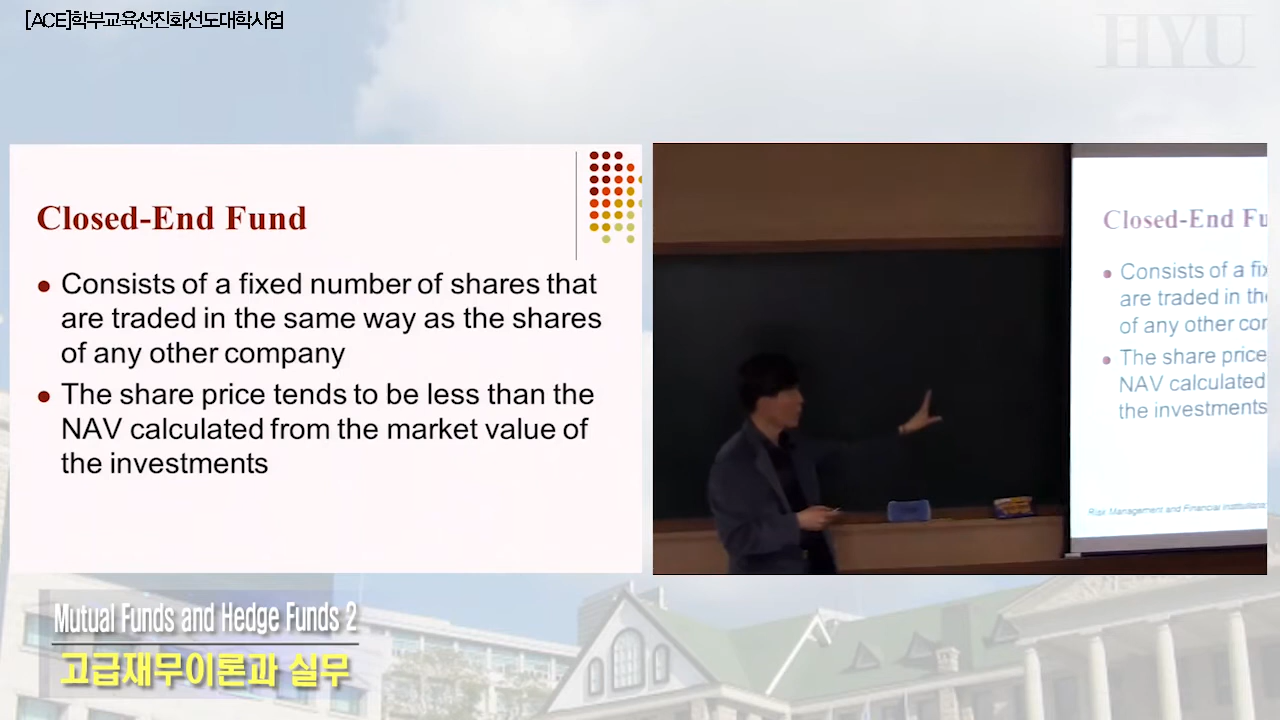 [ACE]학부교육선진화선도대학사업
HYU
Closed-End Fund
Consists of a fixed number of shares that
are traded in the same way as the shares
of any other company
The share price tends to be less than the
NAV calculated from the market value of
the investments
Closed-End Fu
Consists of a fix
are traded in th
of any other cor
The share price
NAV calculated
the investments
Risk Management and Financial Institutions
Mutual Funds and Hedge Funds 2
고급재무이론과 실무